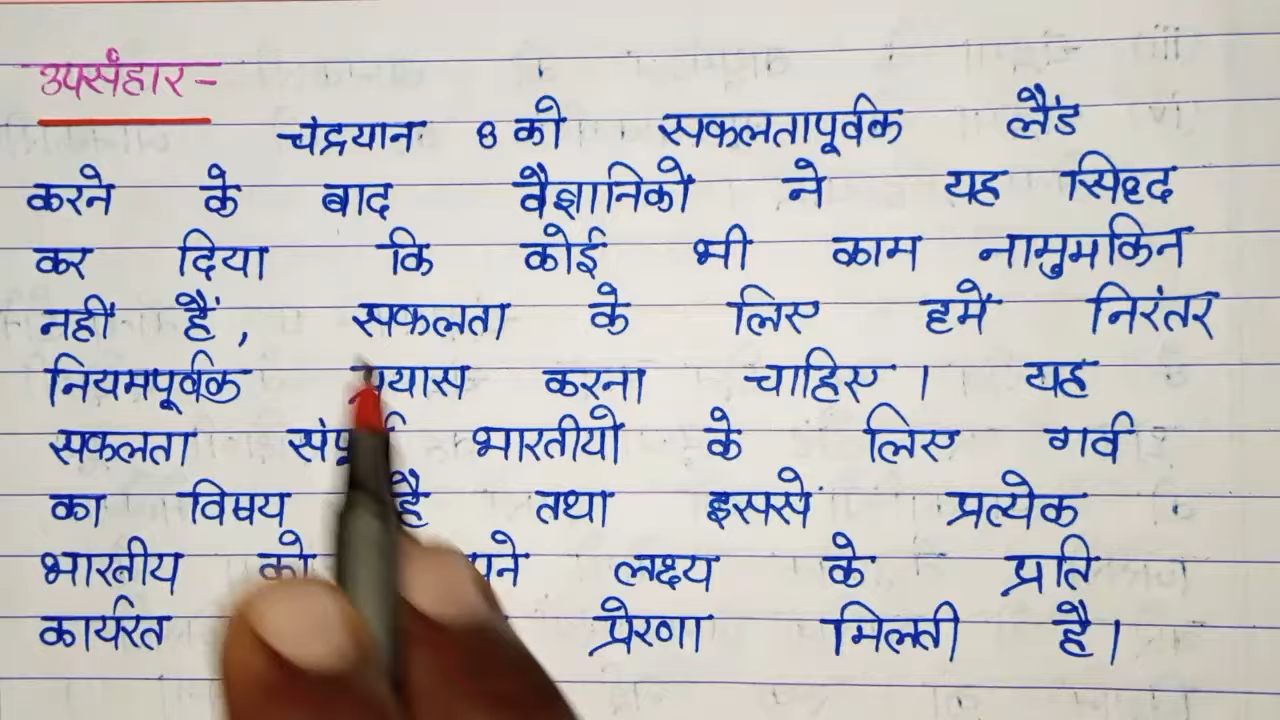 उपसंहार-
चंद्रयान 3 को सफलतापूर्वक लैंड
करने के बाद वैज्ञानिकों ने यह सिद्ध
कर दिया कि कोई भी काम नामुमकिन
नहीं हैं, सफलता के लिए हमें निरंतर
नियमपूर्वक प्रयास करना चाहिए। यह
सफलता भारतीयों के लिए गर्व
का विषय है तथा इससे प्रत्येक
भारतीय को लक्ष्य के प्रति
कार्यरत प्रेरणा मिलती है।